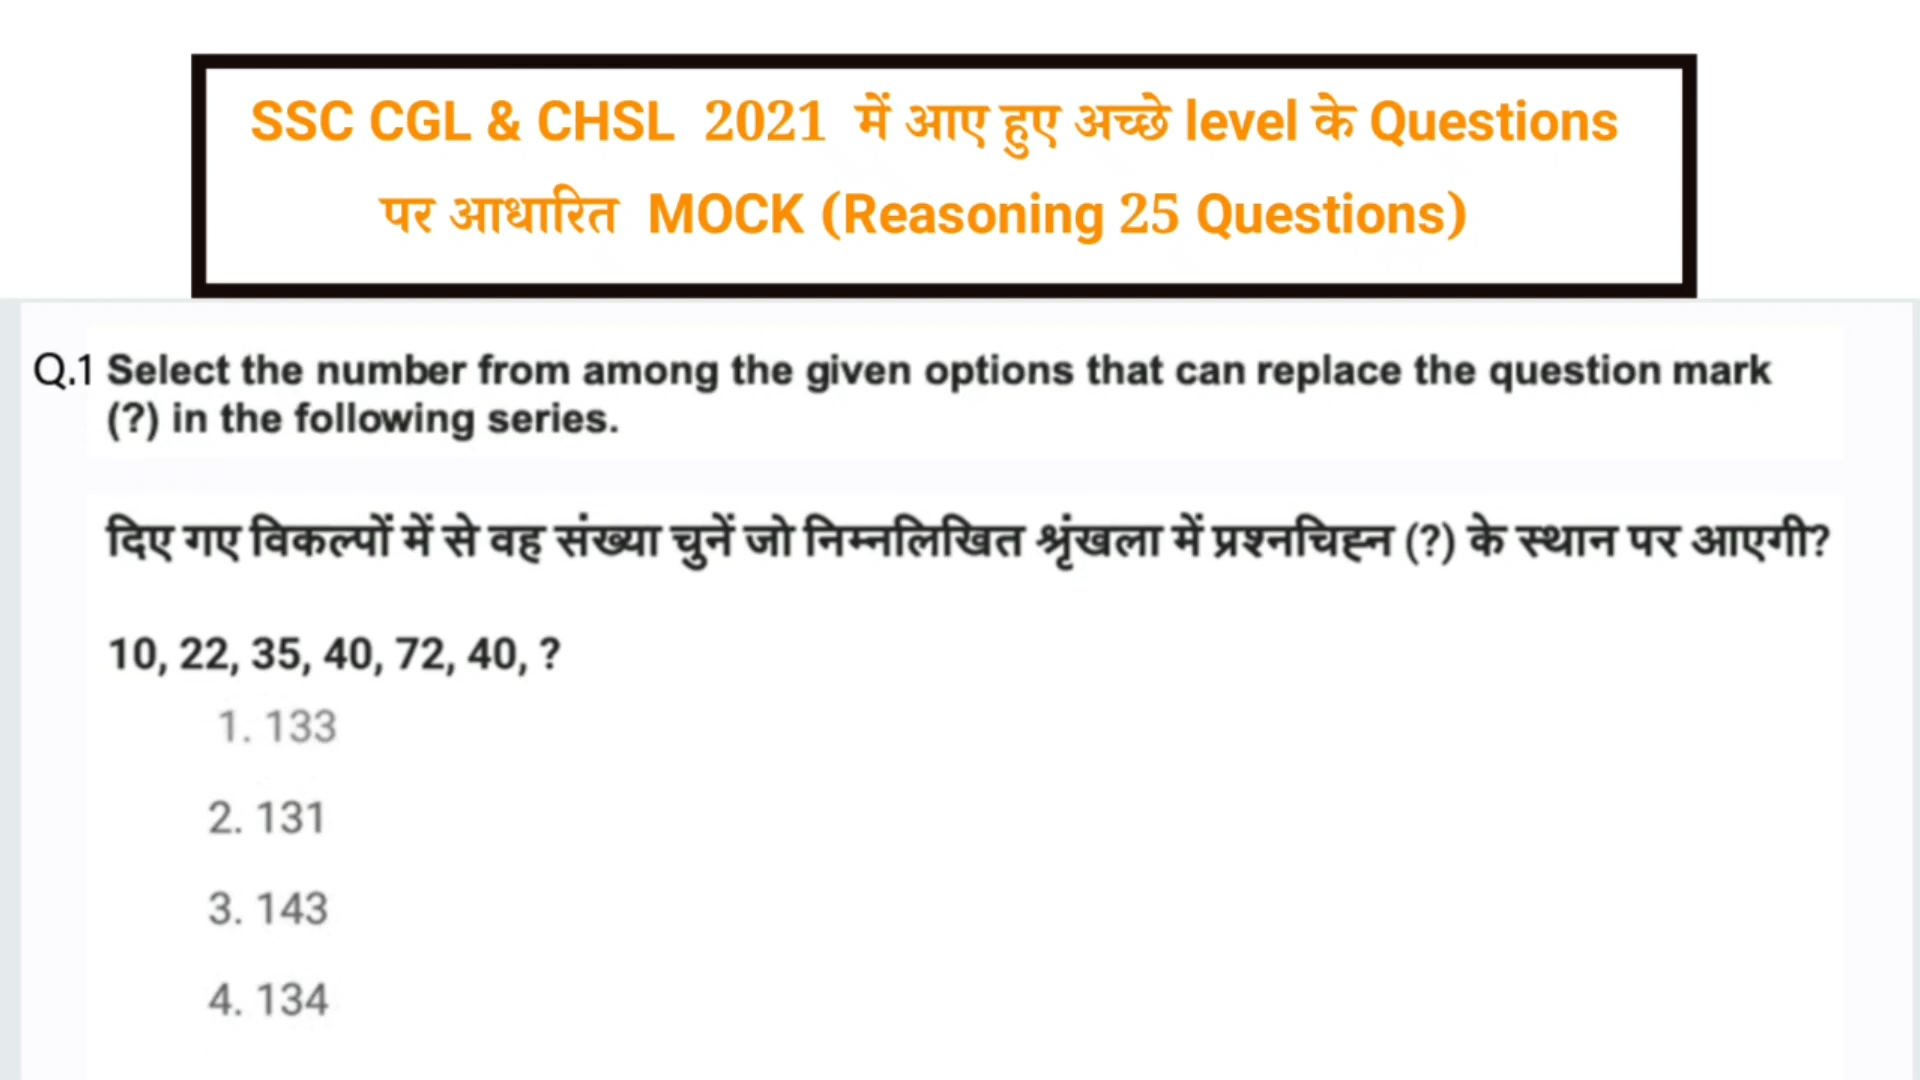 SSC CGL & CHSL 2021 में आए हुए अच्छे level के Questions
पर आधारित MOCK (Reasoning 25 Questions)
Q.1 Select the number from among the given options that can replace the question mark
(?) in the following series.
दिए गए विकल्पों में से वह संख्या चुनें जो निम्नलिखित श्रृंखला में प्रश्नचिह्न (?) के स्थान पर आएगी?
10, 22, 35, 40, 72, 40, ?
1. 133
2. 131
3. 143
4. 134